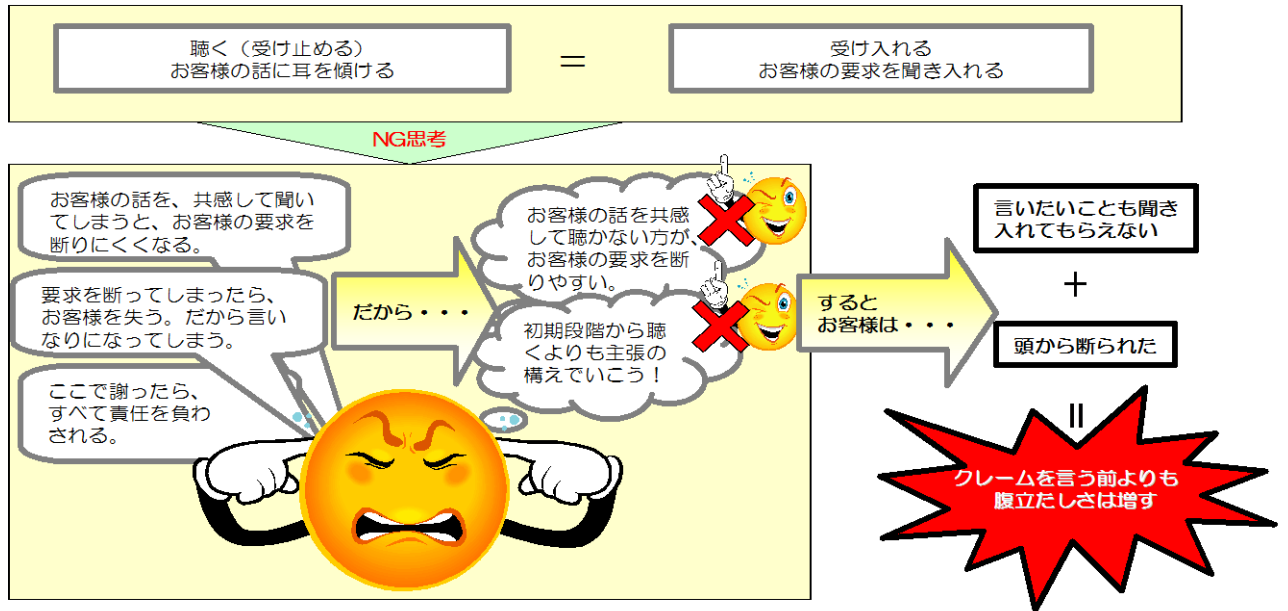 聴く（受け止める）
お客様の話に耳を傾ける
＝
受け入れる
お客様の要求を聞き入れる
NG思考
お客様の話を、共感して聞い
てしまうと、お客様の要求を
断りにくくなる。
要求を断ってしまったら、
お客様を失う。だから言い
なりになってしまう。
ここで謝ったら、
すべて責任を負わ
される。
だから・・・
お客様の話を共感
して聴かない方が、
お客様の要求を断
りやすい。
初期段階から聴
くよりも主張の
構えでいこう！
すると
お客様は・・・
言いたいことも聞き
入れてもらえない
＋
頭から断られた
＝
クレームを言う前よりも
腹立たしさは増す